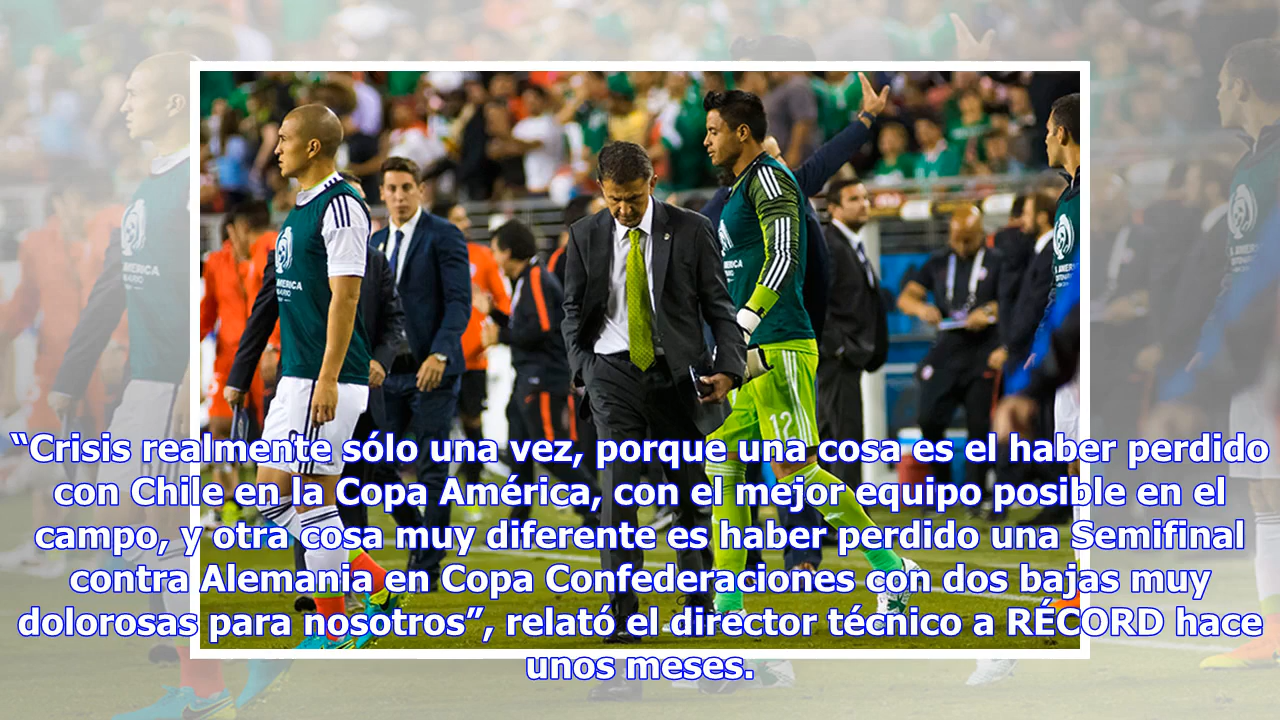 “Crisis realmente sólo una vez, porque una cosa es el haber perdido
con Chile en la Copa América, con el mejor equipo posible en el
campo, y otra cosa muy diferente es haber perdido una Semifinal
contra Alemania en Copa Confederaciones con dos bajas muy
dolorosas para nosotros”, relató el director técnico a RÉCORD hace
unos meses.
12